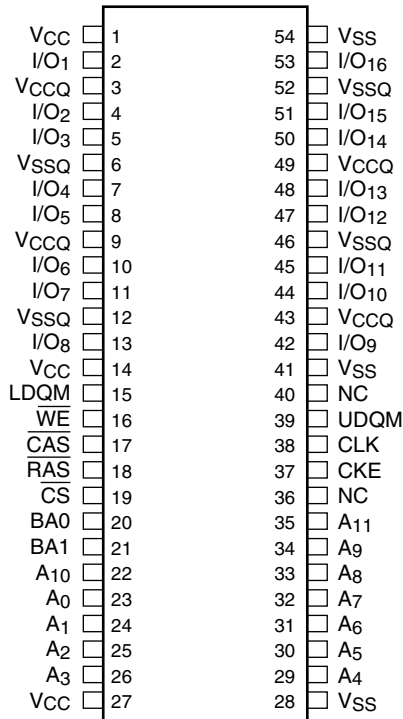 VCC 1 54 VSS
I/O1 2 53 I/O16
VCCQ 3 52 VSSQ
I/O2 4 51 I/O15
I/O3 5 50 I/O14
VSSQ 6 49 VCCQ
I/O4 7 48 I/O13
I/O5 8 47 I/O12
VCCQ 9 46 VSSQ
I/O6 10 45 I/O11
I/O7 11 44 I/O10
VSSQ 12 43 VCCQ
I/O8 13 42 I/O9
VCC 14 41 VSS
LDQM 15 40 NC
WE 16 39 UDQM
CAS 17 38 CLK
RAS 18 37 CKE
CS 19 36 NC
BA0 20 35 A11
BA1 21 34 A9
A10 22 33 A8
A0 23 32 A7
A1 24 31 A6
A2 25 30 A5
A3 26 29 A4
VCC 27 28 VSS